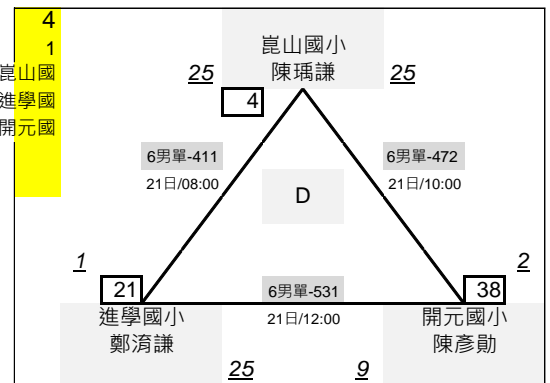 4
1
崑山國
進學國
開元國
崑山國小
陳瑀謙
25
25
4
6男單-411
21日/08:00
6男單-472
21日/10:00
D
1
2
21
38
6男單-531
21日/12:00
進學國小
鄭淯謙
開元國小
陳彥勛
25
9